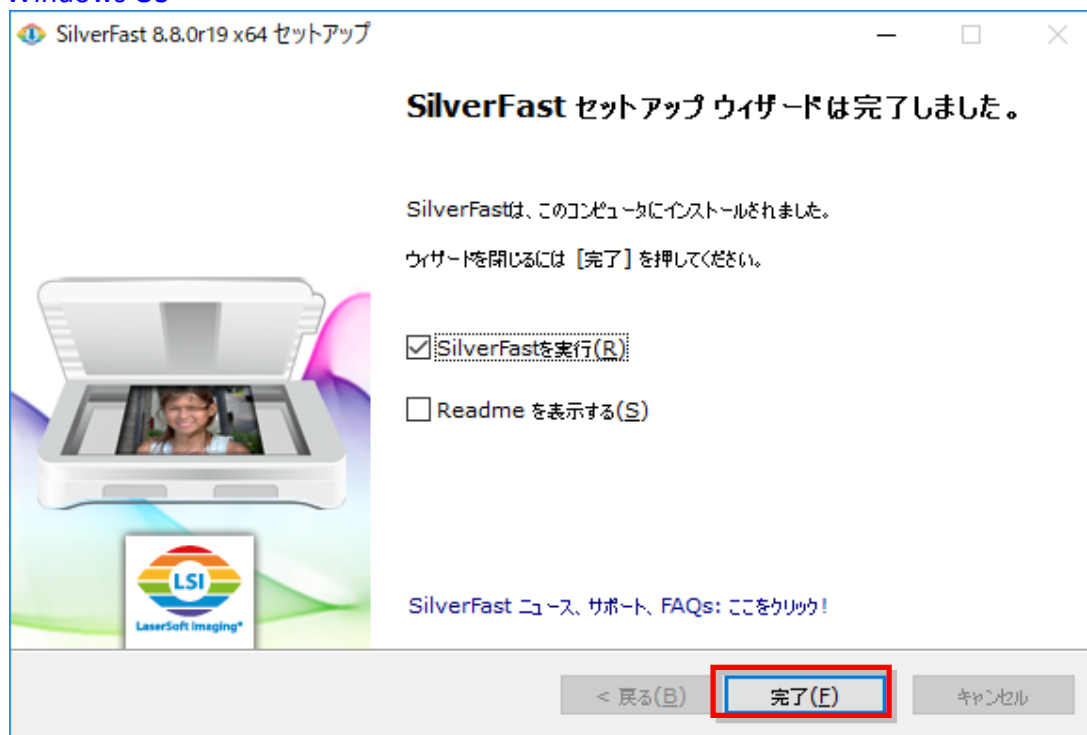 Windows OS
SilverFast 8.8.0r19 x64 セットアップ
SilverFast セットアップ ウィザードは完了しました。
SilverFastは、このコンピュータにインストールされました。
ウィザードを閉じるには [完了] を押してください。
SilverFastを実行(R)
Readme を表示する(S)
LSI
LaserSoft Imaging®
SilverFast ニュース、サポート、FAQs: ここをクリック!
< 戻る(B)
完了(F)
キャンセル